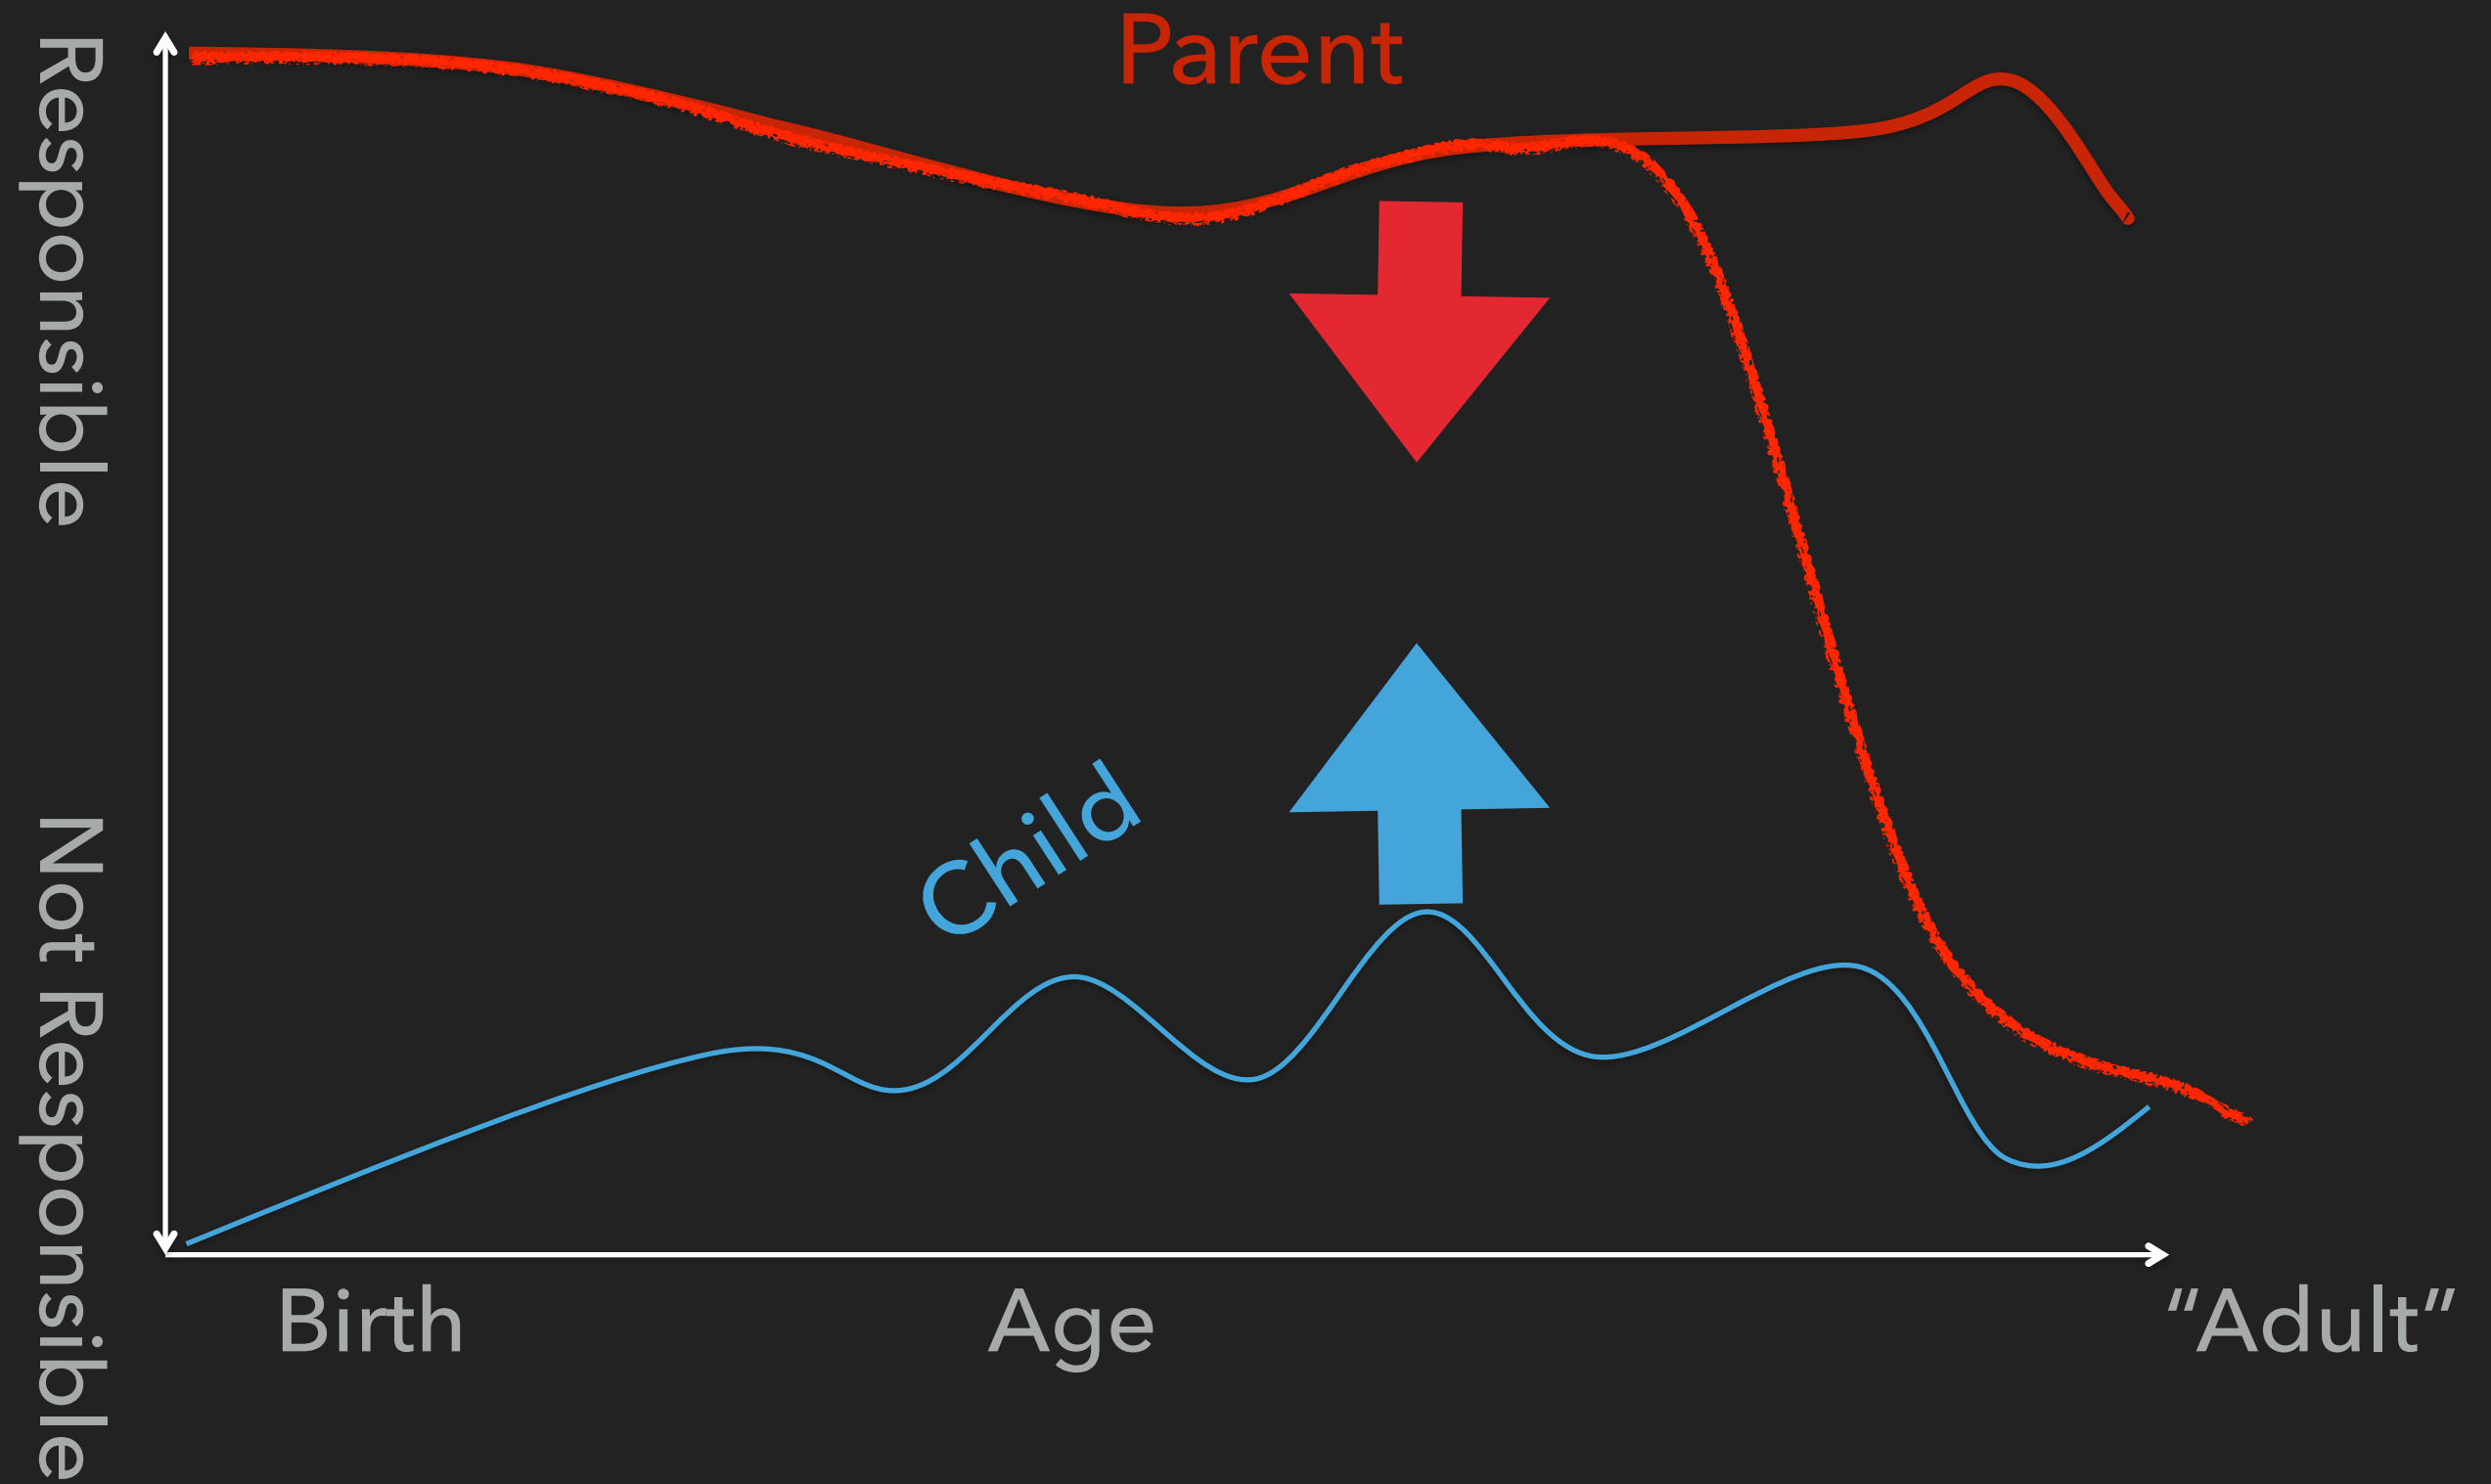 Parent
Responsible
Child
Not Responsible
Birth
Age
“Adult”